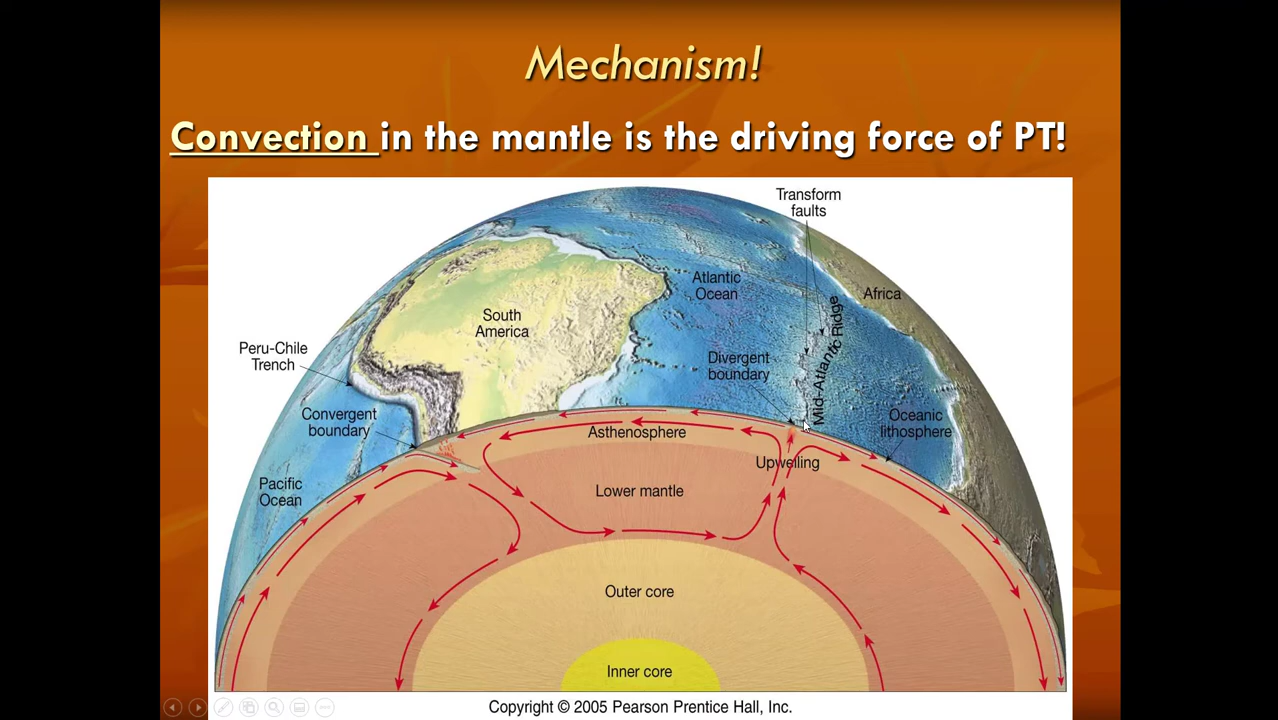 Mechanism!
Convection in the mantle is the driving force of PT!
Transform
faults
Atlantic
Ocean
Africa
South
America
Mid-Atlantic Ridge
Peru-Chile
Trench
Divergent
boundary
Convergent
boundary
Oceanic
lithosphere
Asthenosphere
Upwelling
Pacific
Ocean
Lower mantle
Outer core
Inner core
Copyright © 2005 Pearson Prentice Hall, Inc.